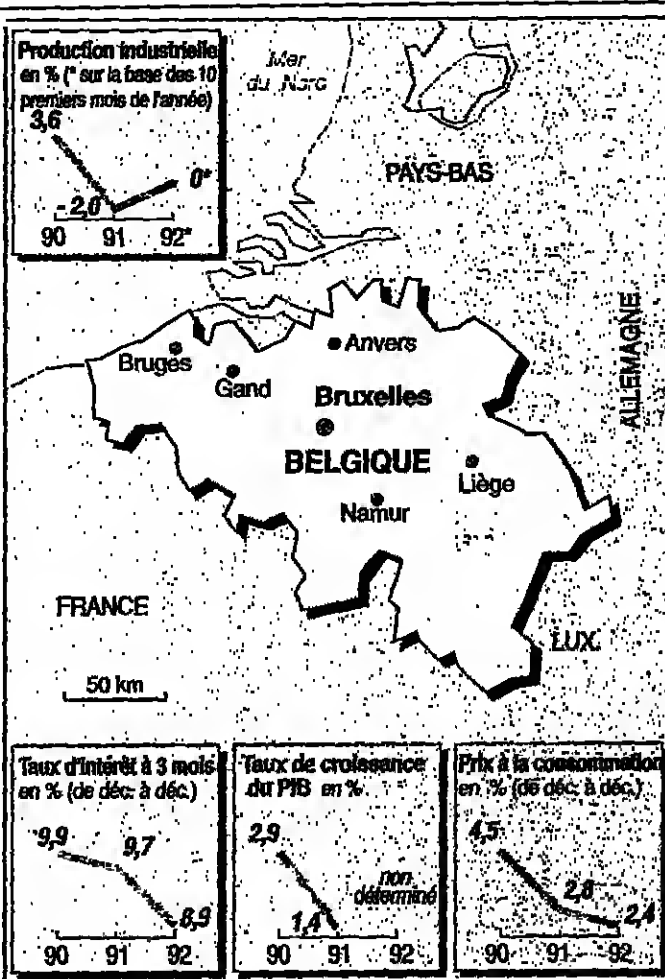 Production industrielle
en % (* sur la base des 10
premiers mois de l'année)
3,6
- 2,0
0*
90 91 92*
Mer
du Nord
PAYS-BAS
ALLEMAGNE
Bruges
Gand
Anvers
Bruxelles
BELGIQUE
Liège
Namur
FRANCE
LUX.
50 km
Taux d'intérêt à 3 mois
en % (de déc. à déc.)
9,9
9,7
8,9
90 91 92
Taux de croissance
du PIB en %
2,9
1,4
non
déterminé
90 91 92
Prix à la consommation
en % (de déc. à déc.)
4,5
2,8
2,4
90 91 92